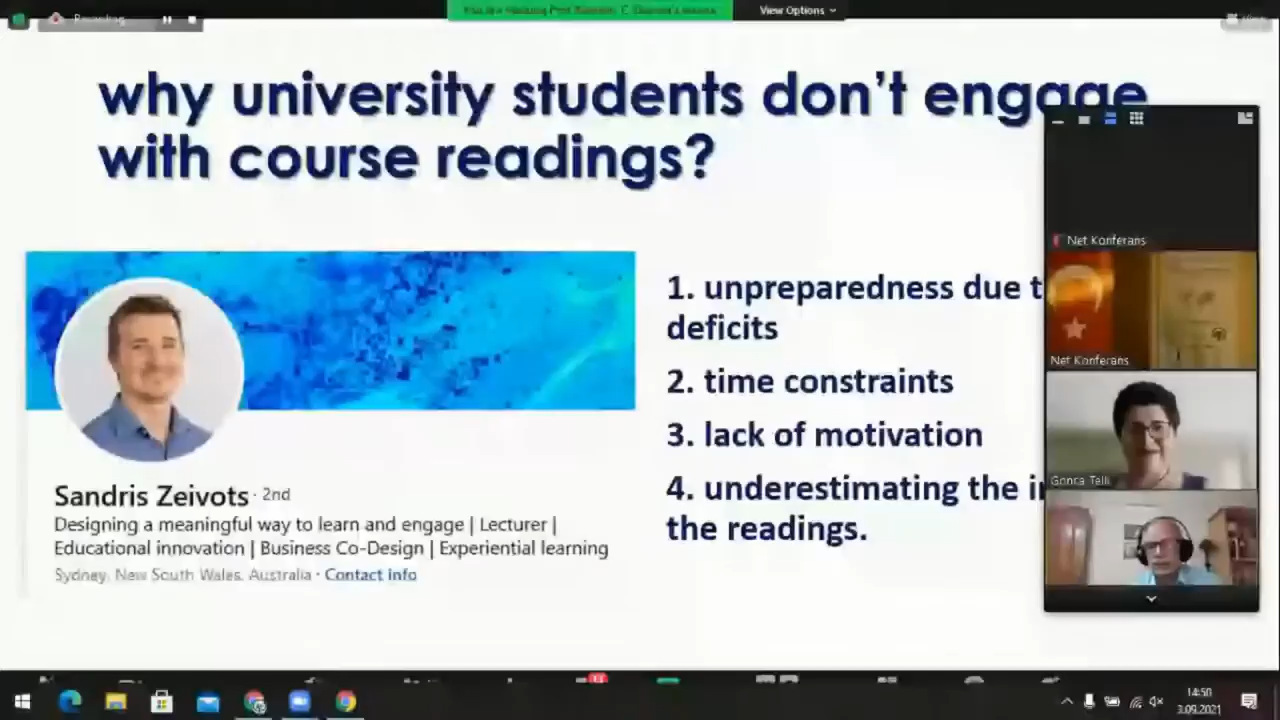 View Options
why university students don't engage
with course readings?
Net Konferans
1. unpreparedness due t
deficits
Net Konferans
2. time constraints
3. lack of motivation
4. underestimating the i
the readings.
Gonca Telli
Sandris Zeivots · 2nd
Designing a meaningful way to learn and engage | Lecturer |
Educational innovation | Business Co-Design | Experiential learning
Sydney, New South Wales, Australia · Contact info
14:50
3.09.2021